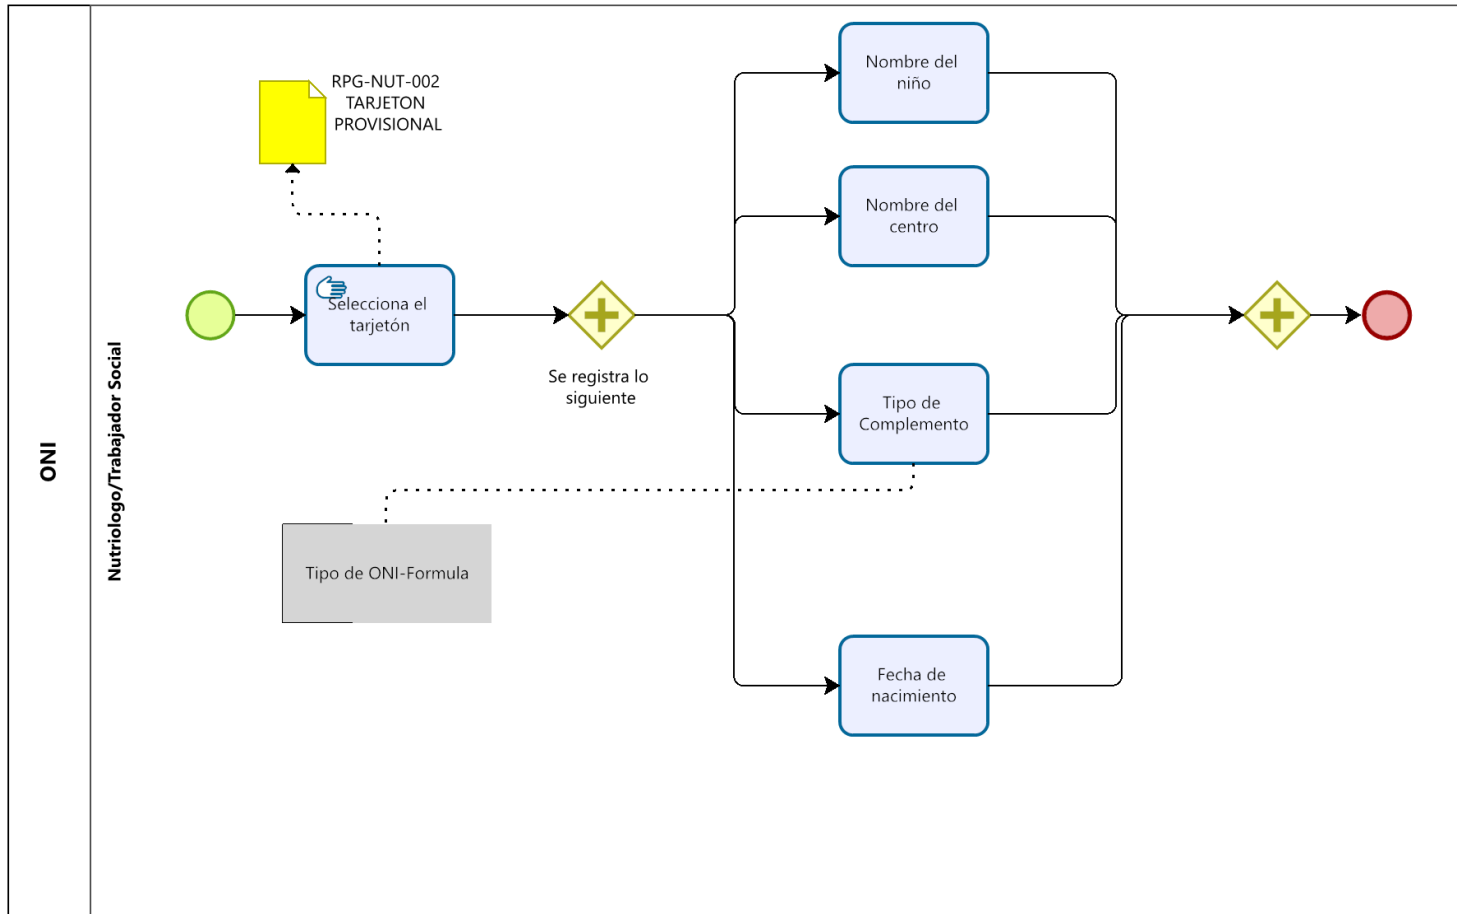 ONI
Nutriologo/Trabajador Social
RPG-NUT-002
TARJETON
PROVISIONAL
Selecciona el
tarjetón
Se registra lo
siguiente
Nombre del
niño
Nombre del
centro
Tipo de
Complemento
Tipo de ONI-Formula
Fecha de
nacimiento